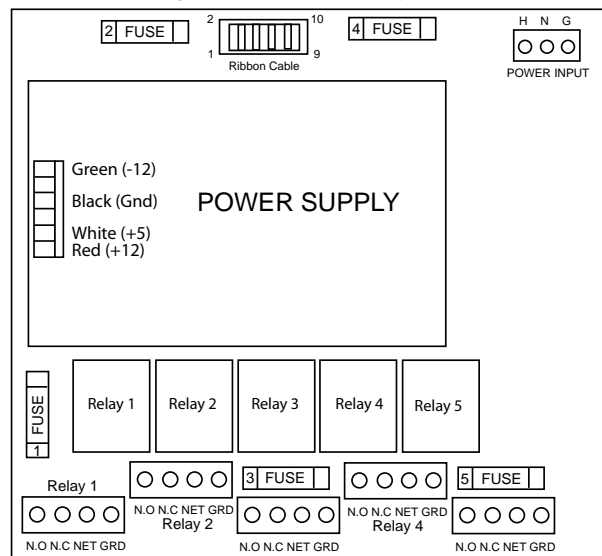 2 FUSE
2 10
1 9
Ribbon Cable
4 FUSE
H N G
POWER INPUT
Green (-12)
Black (Gnd)
White (+5)
Red (+12)
POWER SUPPLY
FUSE 1
Relay 1
Relay 2
Relay 3
Relay 4
Relay 5
Relay 1
N.O N.C NET GRD
N.O N.C NET GRD
Relay 2
3 FUSE
N.O N.C NET GRD
N.O N.C NET GRD
Relay 4
5 FUSE
N.O N.C NET GRD